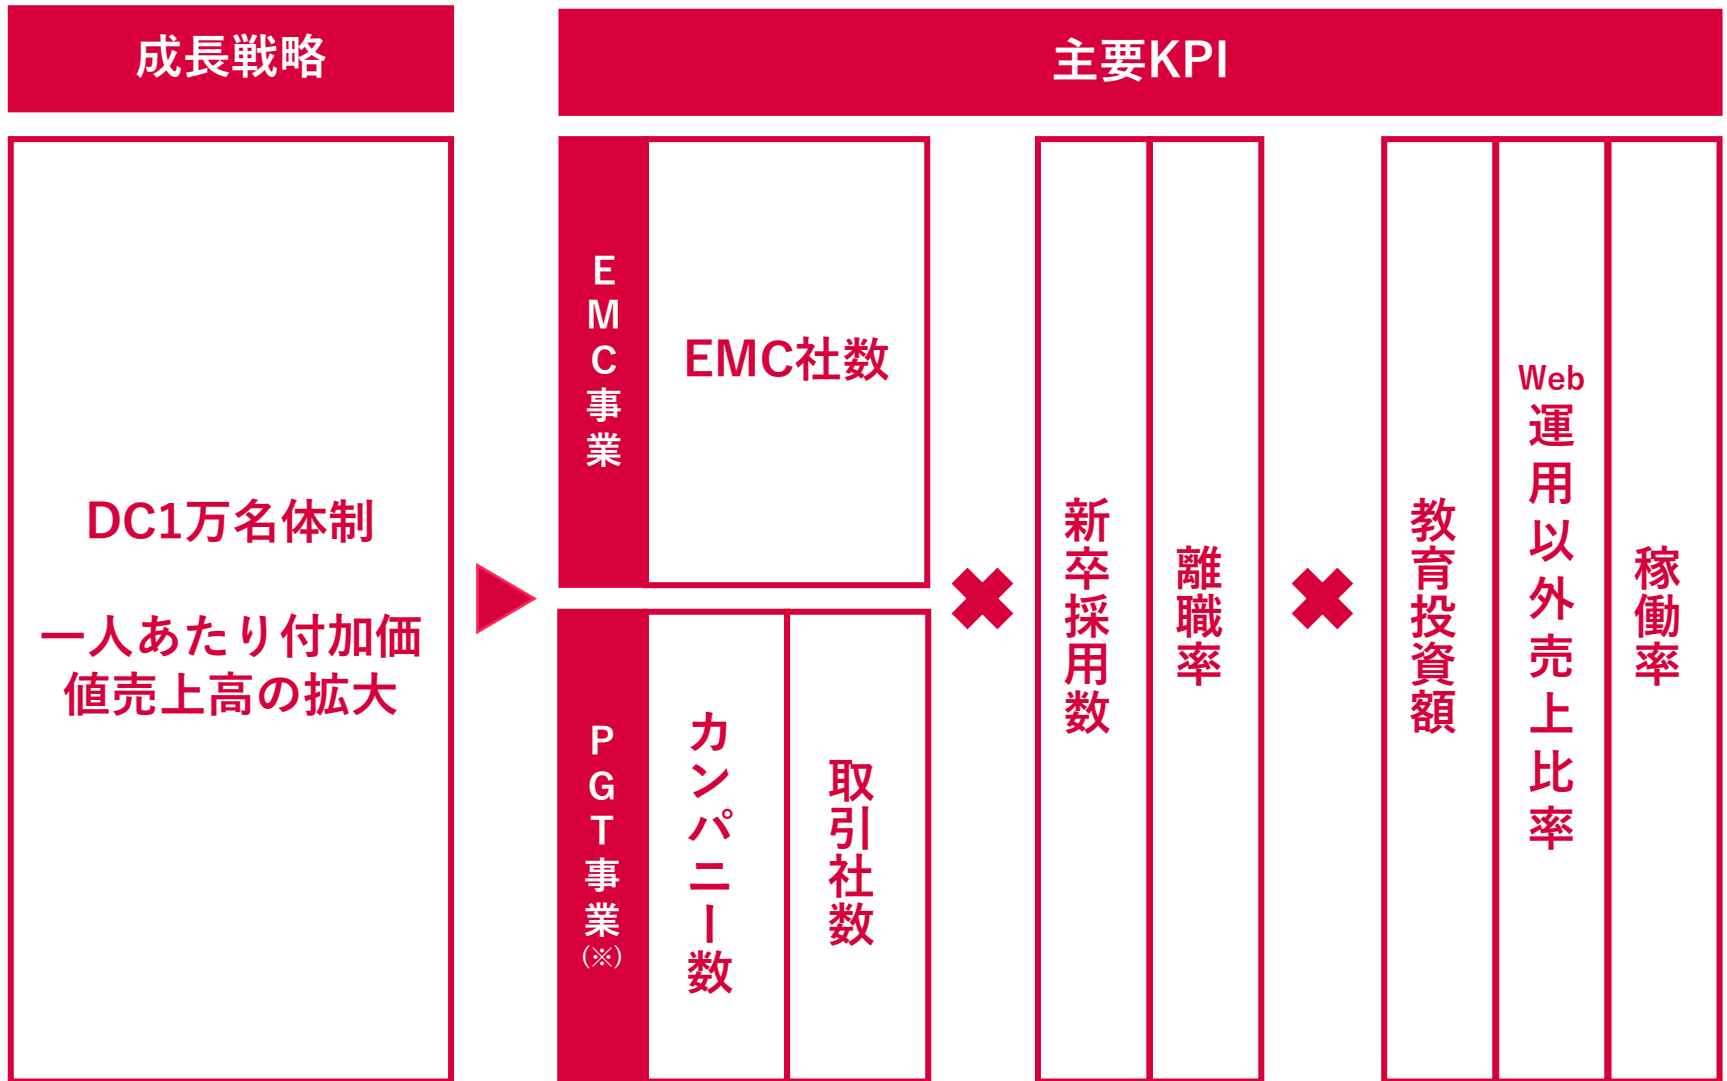 成長戦略
主要KPI
DC1万名体制
一人あたり付加価
値売上高の拡大
EMC事業
EMC社数
PGT事業(※)
カンパニー数
取引社数
新卒採用数
離職率
教育投資額
Web運用以外売上比率
稼働率